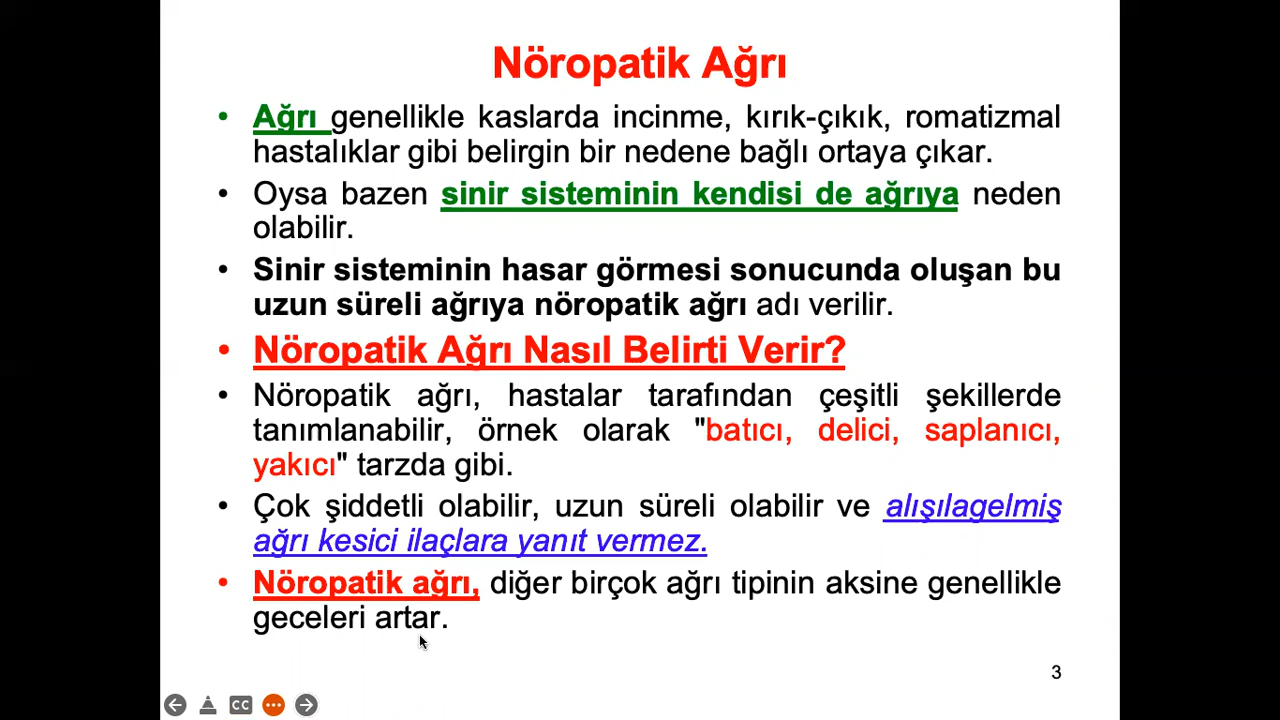 Nöropatik Ağrı
• Ağrı genellikle kaslarda incinme, kırık-çıkık, romatizmal
hastalıklar gibi belirgin bir nedene bağlı ortaya çıkar.
• Oysa bazen sinir sisteminin kendisi de ağrıya neden
olabilir.
• Sinir sisteminin hasar görmesi sonucunda oluşan bu
uzun süreli ağrıya nöropatik ağrı adı verilir.
• Nöropatik Ağrı Nasıl Belirti Verir?
• Nöropatik ağrı, hastalar tarafından çeşitli şekillerde
tanımlanabilir, örnek olarak "batıcı, delici, saplanıcı,
yakıcı" tarzda gibi.
• Çok şiddetli olabilir, uzun süreli olabilir ve alışılagelmiş
ağrı kesici ilaçlara yanıt vermez.
• Nöropatik ağrı, diğer birçok ağrı tipinin aksine genellikle
geceleri artar.
3
CC